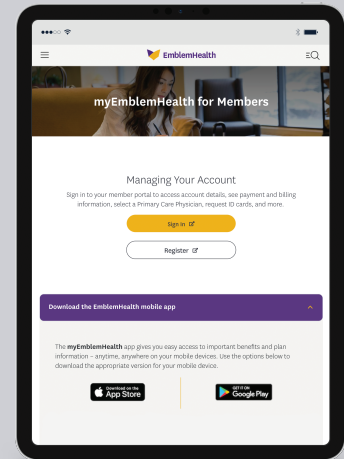 EmblemHealth
myEmblemHealth for Members
Managing Your Account
Sign in to your member portal to access account details, see payment and billing
information, select a Primary Care Physician, request ID cards, and more.
Sign in
Register
Download the EmblemHealth mobile app
The myEmblemHealth app gives you easy access to important benefits and plan
information – anytime, anywhere on your mobile devices. Use the options below to
download the appropriate version for your mobile device.
Download on the
App Store
GET IT ON
Google Play